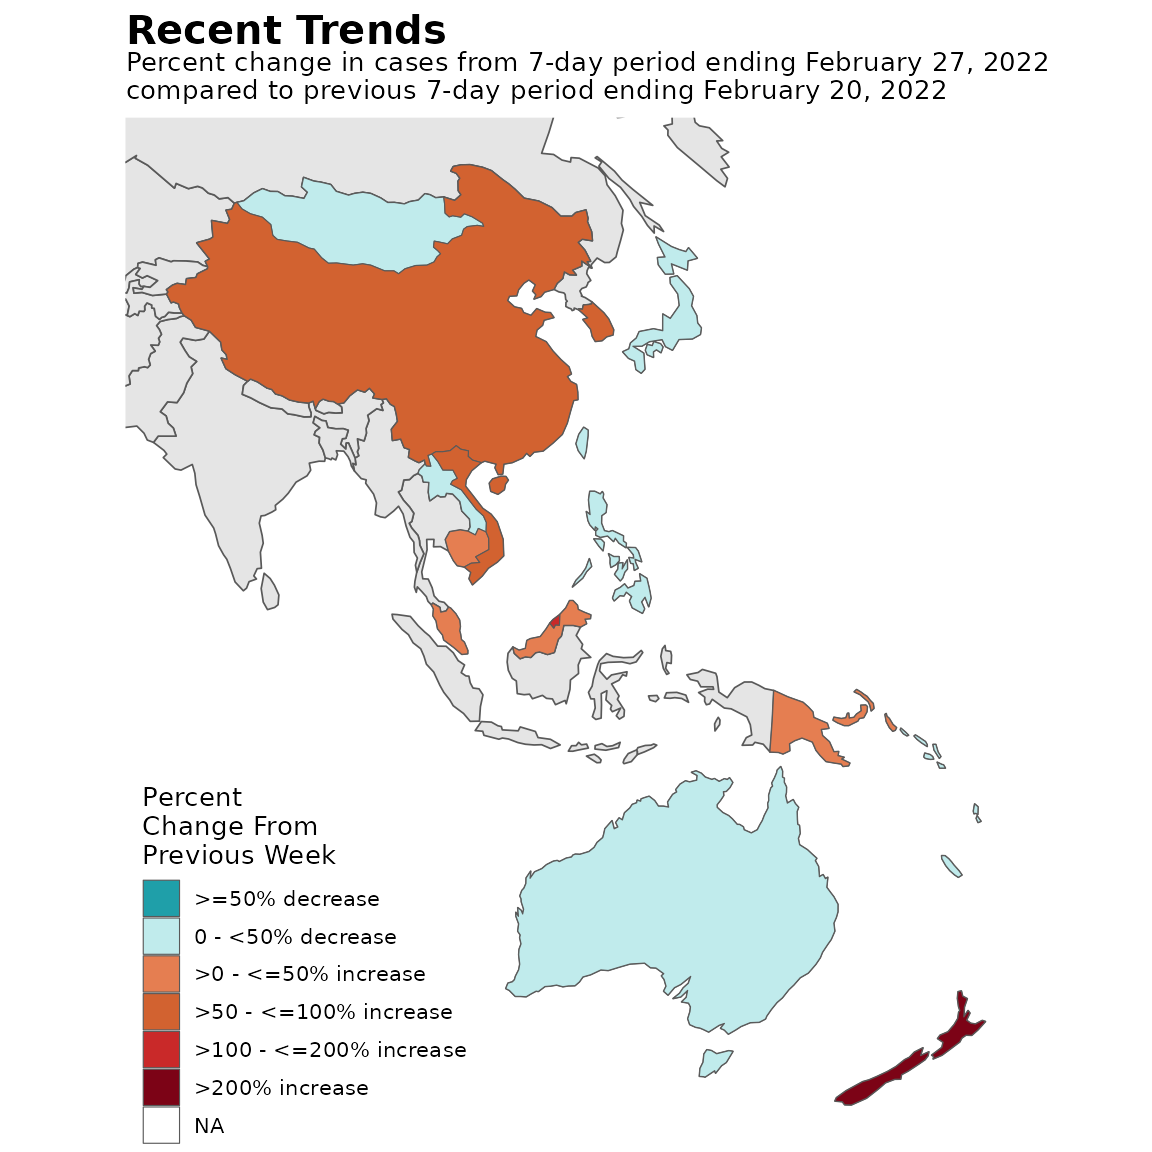 Recent Trends
Percent change in cases from 7-day period ending February 27, 2022
compared to previous 7-day period ending February 20, 2022
Percent
Change From
Previous Week
>=50% decrease
0 - <50% decrease
>0 - <=50% increase
>50 - <=100% increase
>100 - <=200% increase
>200% increase
NA